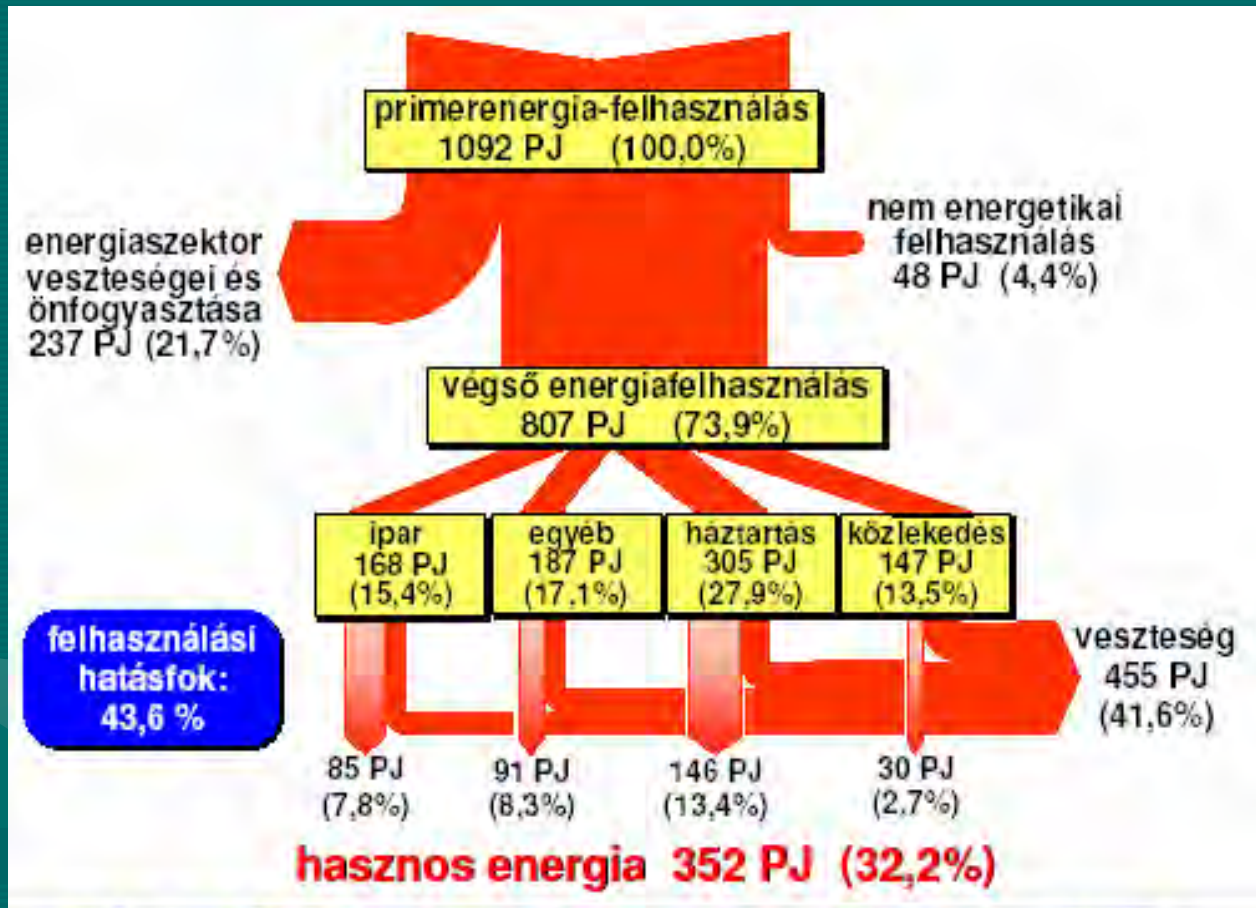 primerenergia-felhasználás
1092 PJ (100,0%)
nem energetikai
felhasználás
48 PJ (4,4%)
energiaszektor
veszteségei és
önfogyasztása
237 PJ (21,7%)
végső energiafelhasználás
807 PJ (73,9%)
ipar
168 PJ
(15,4%)
egyéb
187 PJ
(17,1%)
háztartás
305 PJ
(27,9%)
közlekedés
147 PJ
(13,5%)
felhasználási
hatásfok:
43,6 %
veszteség
455 PJ
(41,6%)
85 PJ
(7,8%)
91 PJ
(8,3%)
146 PJ
(13,4%)
30 PJ
(2,7%)
hasznos energia 352 PJ (32,2%)